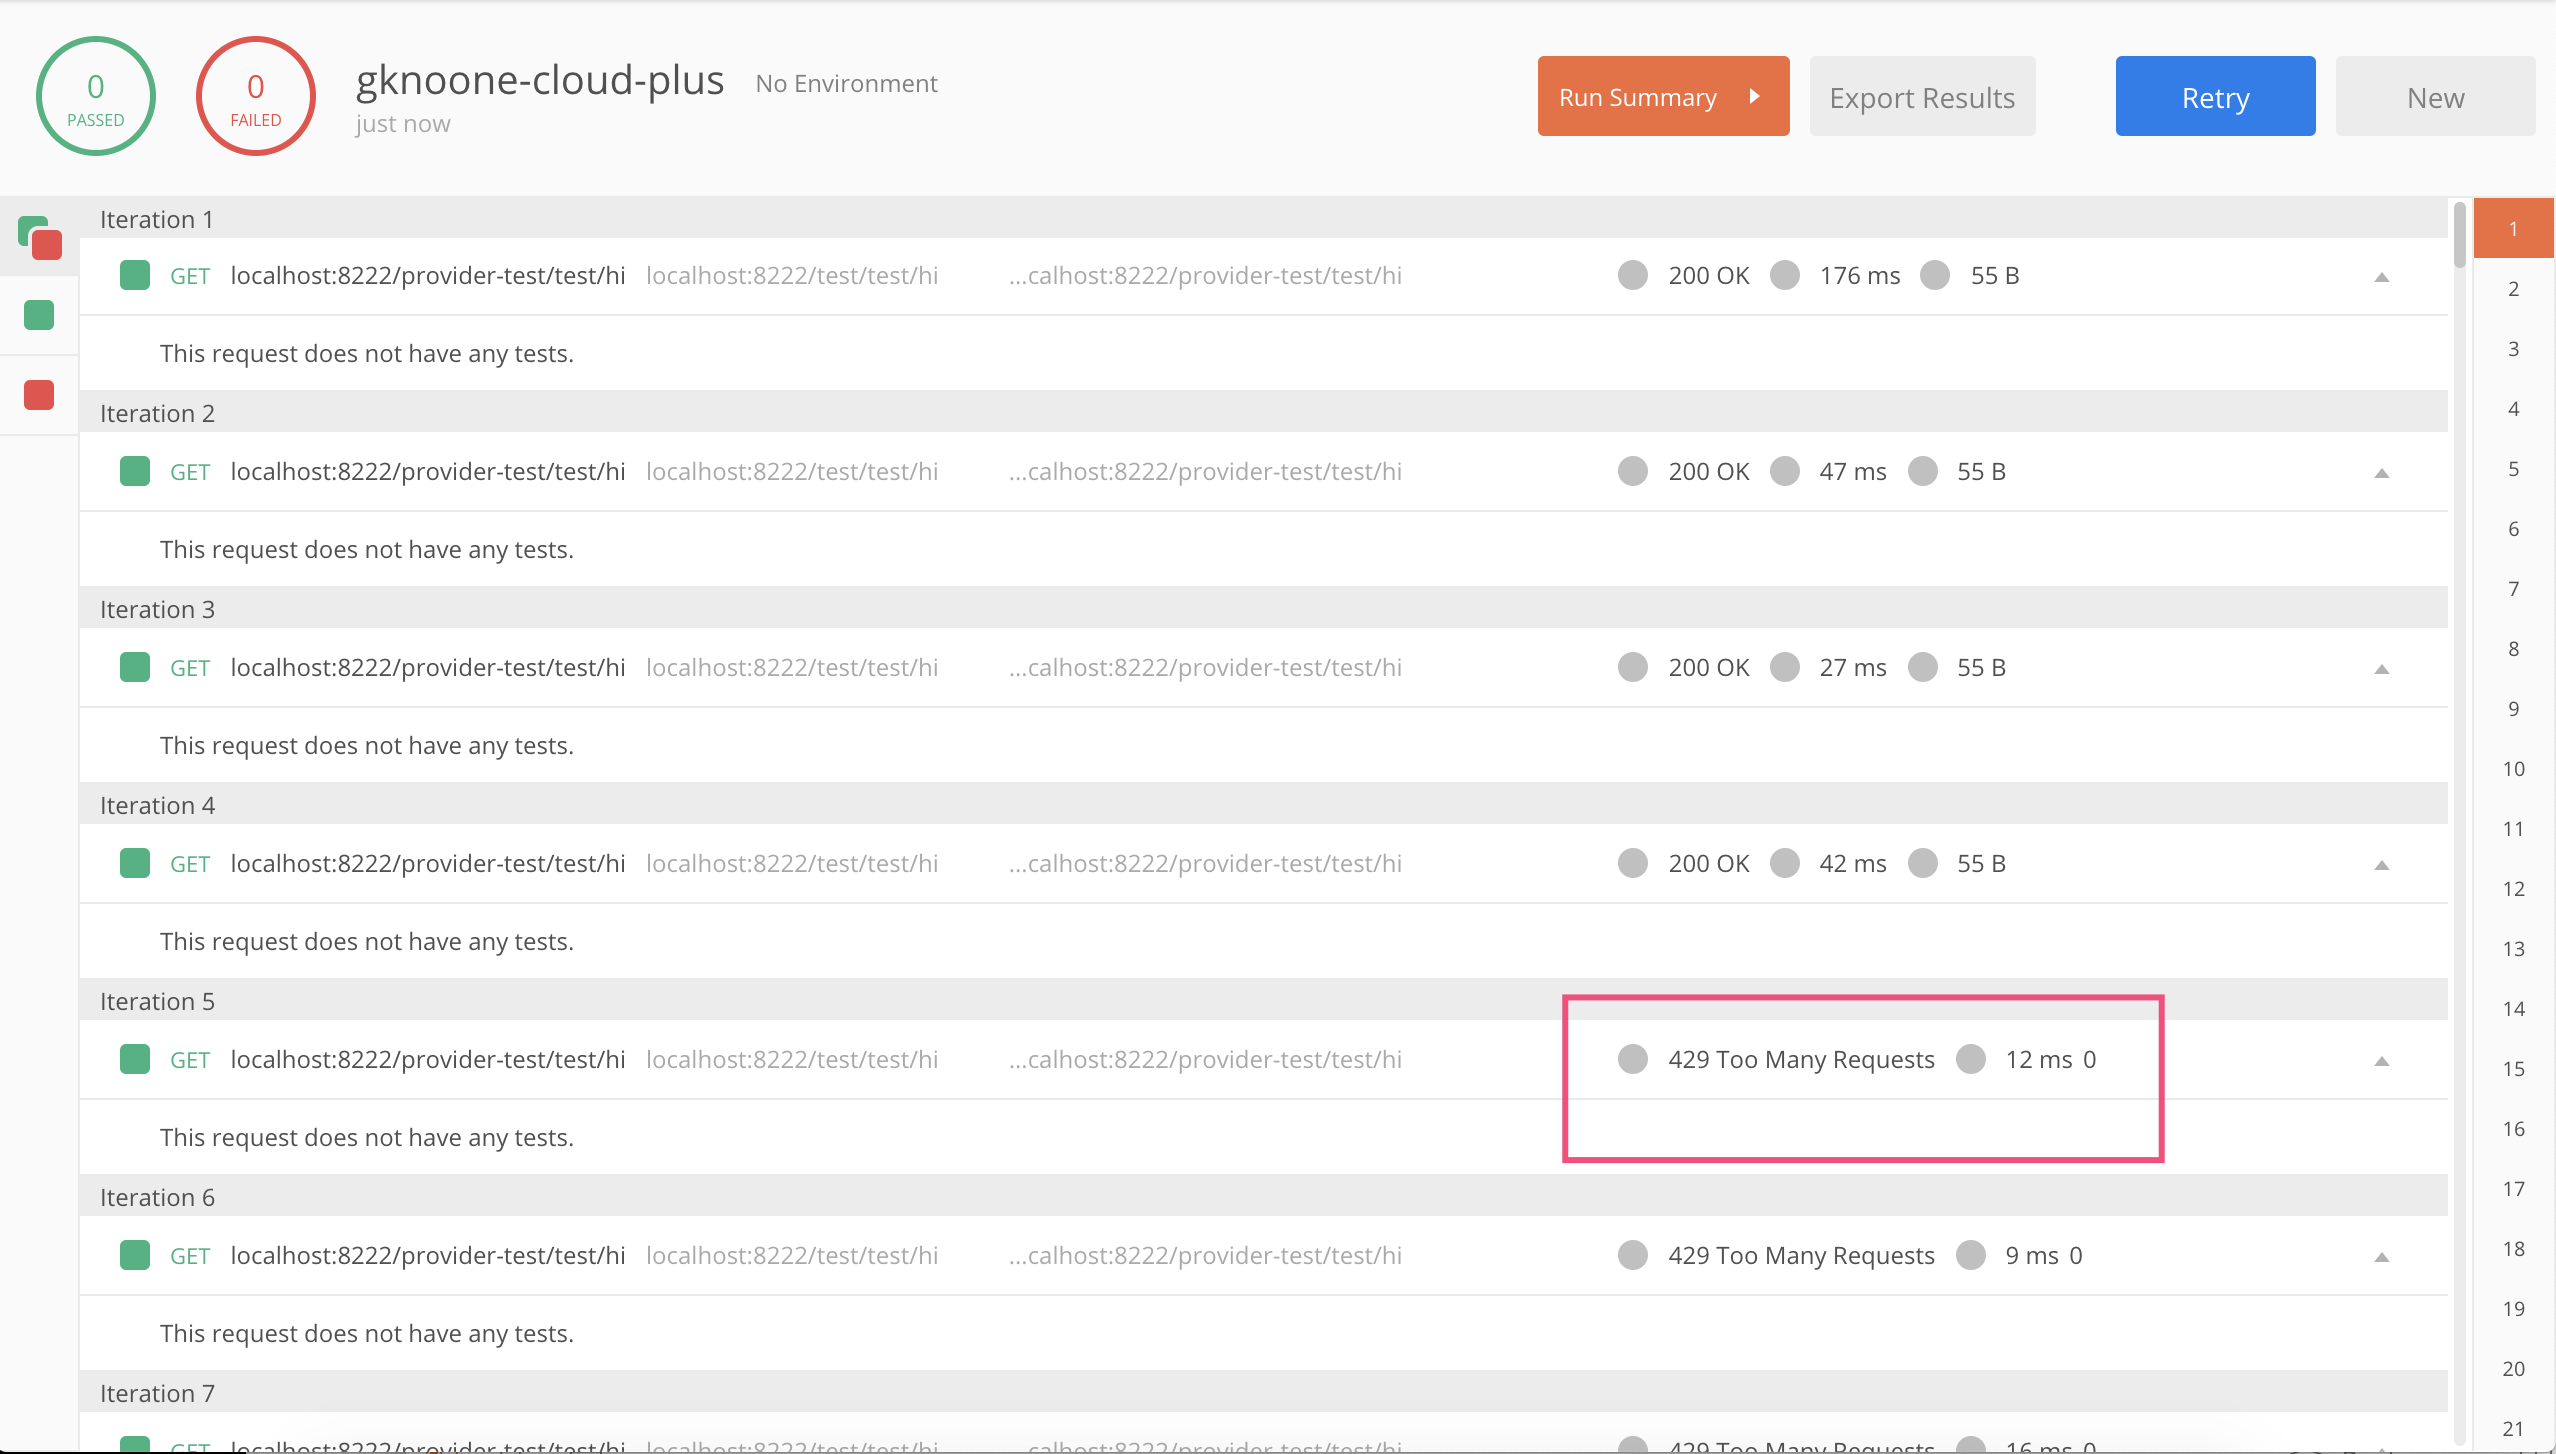 0
PASSED
0
FAILED
gknoone-cloud-plus No Environment
just now
Run Summary
Export Results
Retry
New
Iteration 1
GET localhost:8222/provider-test/test/hi localhost:8222/test/test/hi ...calhost:8222/provider-test/test/hi 200 OK 176 ms 55 B
This request does not have any tests.
Iteration 2
GET localhost:8222/provider-test/test/hi localhost:8222/test/test/hi ...calhost:8222/provider-test/test/hi 200 OK 47 ms 55 B
This request does not have any tests.
Iteration 3
GET localhost:8222/provider-test/test/hi localhost:8222/test/test/hi ...calhost:8222/provider-test/test/hi 200 OK 27 ms 55 B
This request does not have any tests.
Iteration 4
GET localhost:8222/provider-test/test/hi localhost:8222/test/test/hi ...calhost:8222/provider-test/test/hi 200 OK 42 ms 55 B
This request does not have any tests.
Iteration 5
GET localhost:8222/provider-test/test/hi localhost:8222/test/test/hi ...calhost:8222/provider-test/test/hi 429 Too Many Requests 12 ms 0
This request does not have any tests.
Iteration 6
GET localhost:8222/provider-test/test/hi localhost:8222/test/test/hi ...calhost:8222/provider-test/test/hi 429 Too Many Requests 9 ms 0
This request does not have any tests.
Iteration 7
GET localhost:8222/provider-test/test/hi localhost:8222/test/test/hi ...calhost:8222/provider-test/test/hi 429 Too Many Requests 16 ms 0
1
2
3
4
5
6
7
8
9
10
11
12
13
14
15
16
17
18
19
20
21